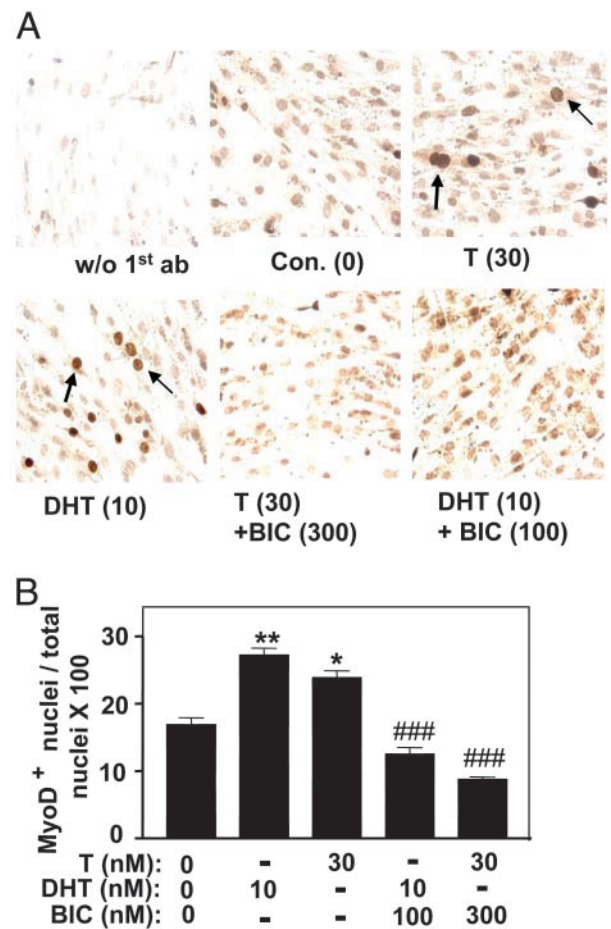 A
w/o 1st ab Con. (0) T (30)
DHT (10) T (30) DHT (10)
+BIC (300) + BIC (100)
B
MyoD + nuclei / total
nuclei X 100
30
20
10
0
** * ### ###
T (nM): 0 - 30 - 30
DHT (nM): 0 10 - 10 -
BIC (nM): 0 - - 100 300